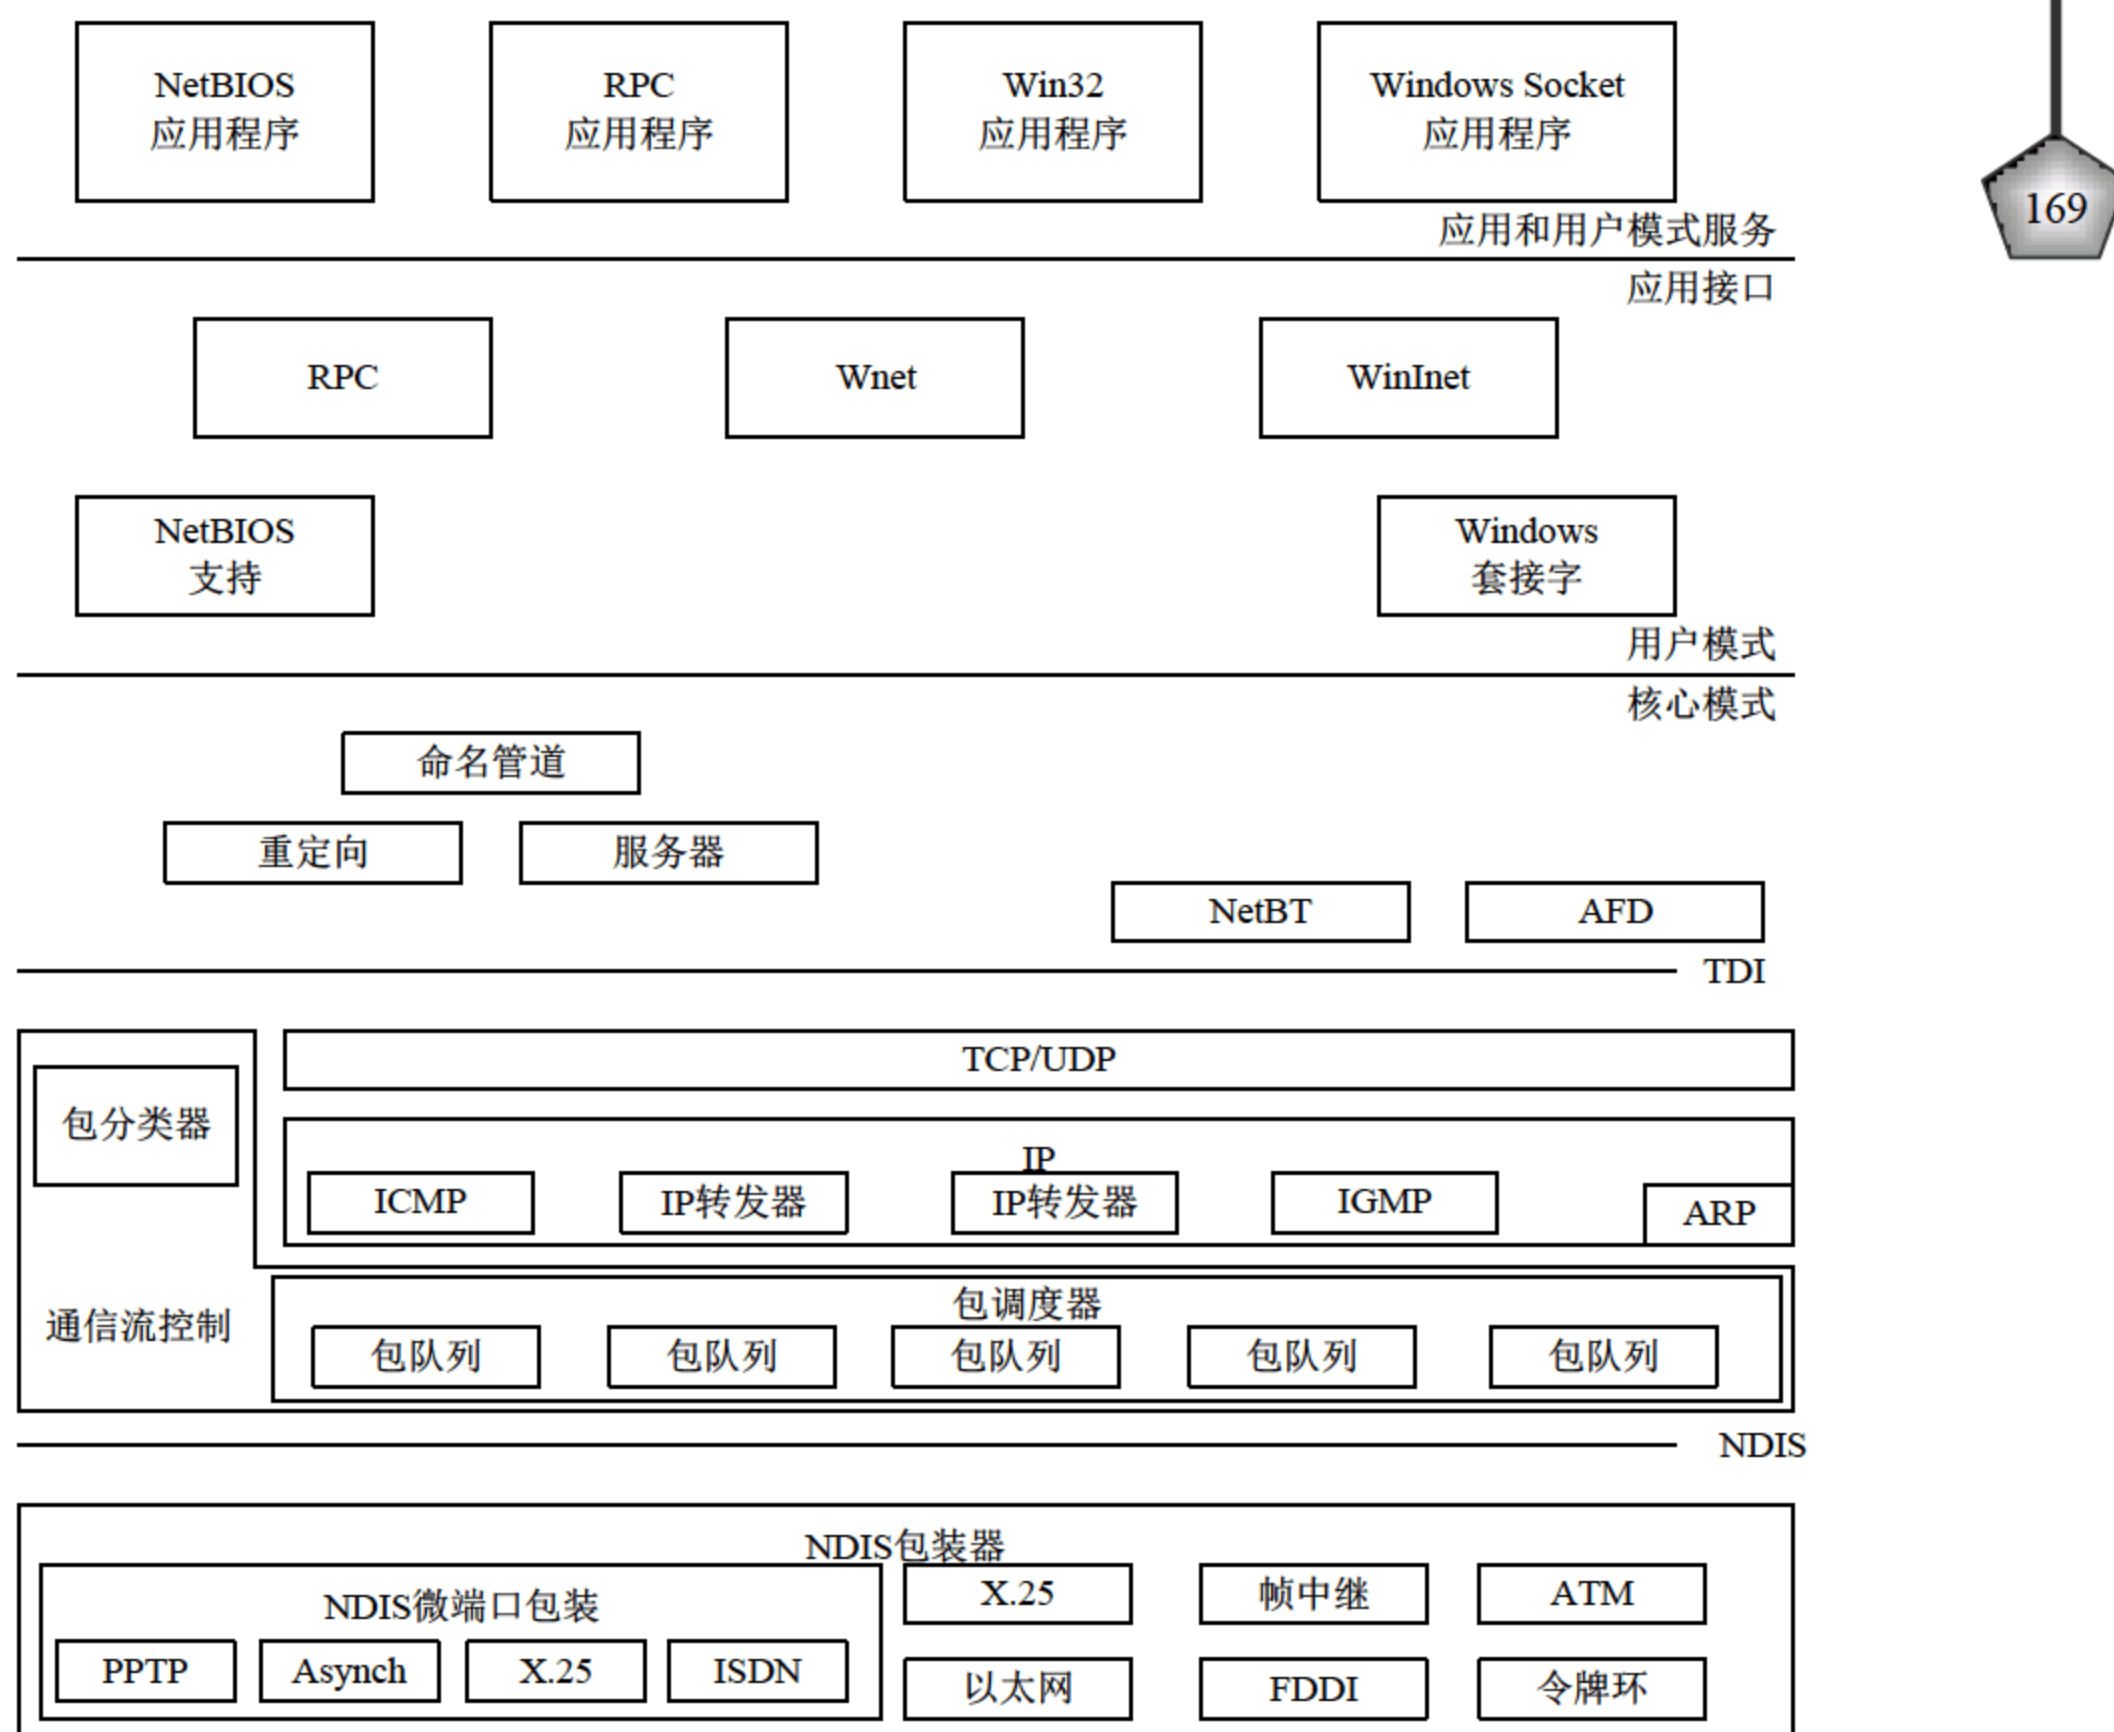 NetBIOS
应用程序
RPC
应用程序
Win32
应用程序
Windows Socket
应用程序
169
应用和用户模式服务
应用接口
RPC
Wnet
WinInet
NetBIOS
支持
Windows
套接字
用户模式
核心模式
命名管道
重定向
服务器
NetBT
AFD
TDI
TCP/UDP
包分类器
IP
ICMP
IP转发器
IP转发器
IGMP
ARP
通信流控制
包调度器
包队列
包队列
包队列
包队列
包队列
NDIS
NDIS包装器
NDIS微端口包装
X.25
帧中继
ATM
PPTP
Asynch
X.25
ISDN
以太网
FDDI
令牌环